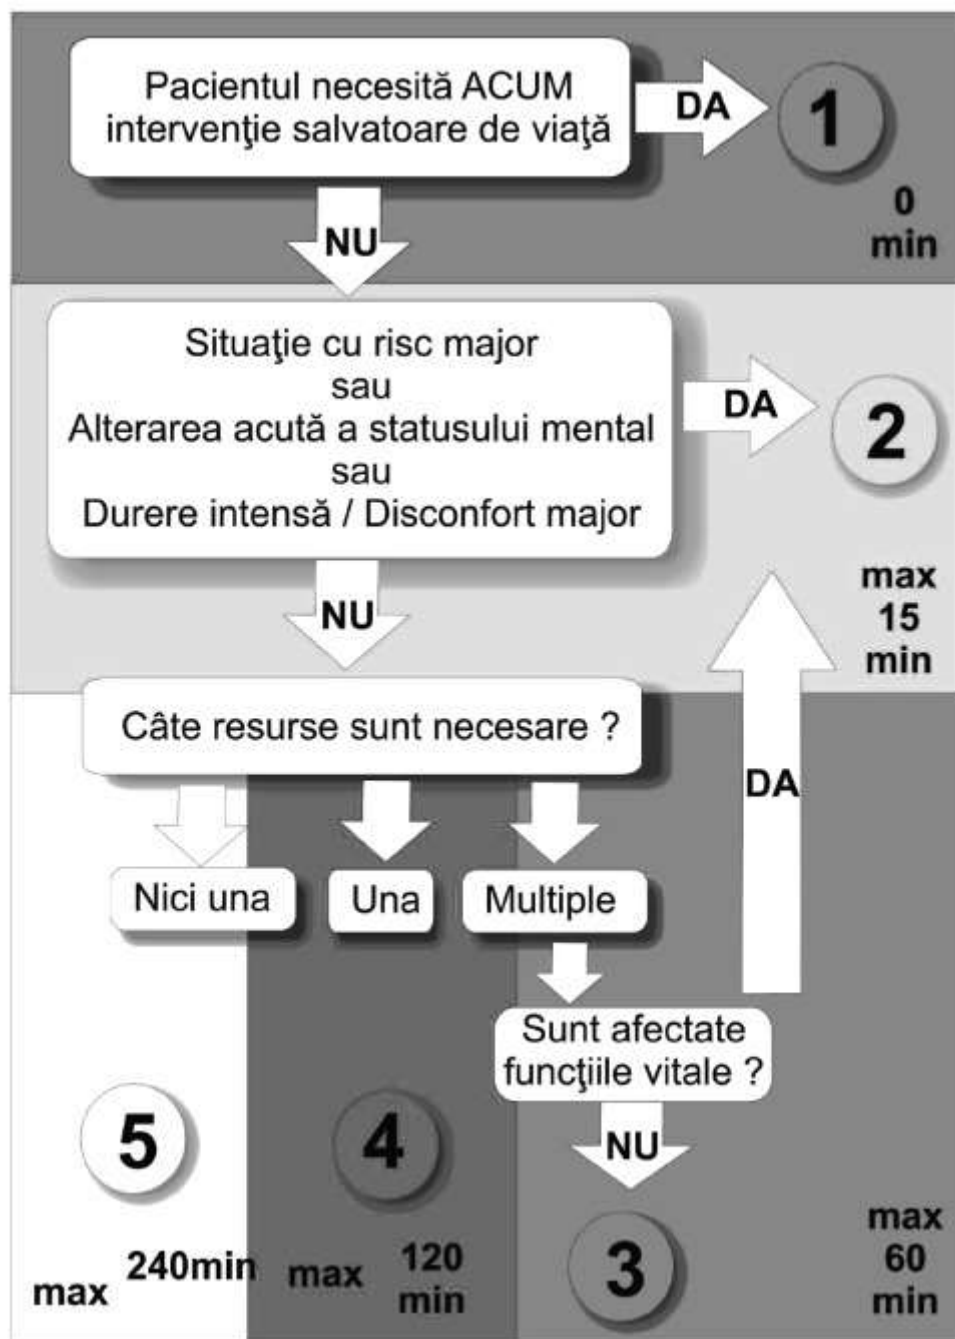 Pacientul necesită ACUM
intervenţie salvatoare de viaţă
DA
1
0
min
NU
Situaţie cu risc major
sau
Alterarea acută a statusului mental
sau
Durere intensă / Disconfort major
DA
2
max
15
min
NU
Câte resurse sunt necesare ?
DA
Nici una
Una
Multiple
Sunt afectate
funcţiile vitale ?
NU
5
max 240min
4
max 120
min
3
max
60
min